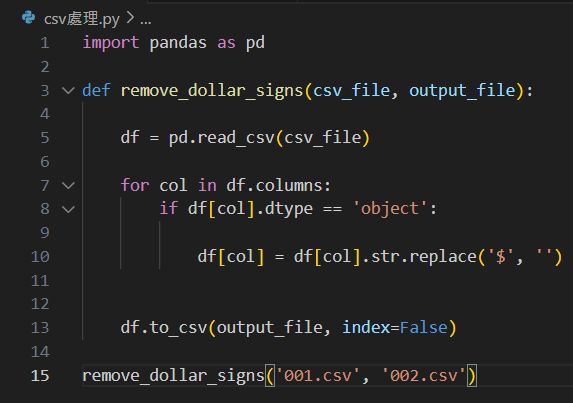 csv處理.py > ...
1 import pandas as pd
2
3 def remove_dollar_signs(csv_file, output_file):
4
5     df = pd.read_csv(csv_file)
6
7     for col in df.columns:
8         if df[col].dtype == 'object':
9
10             df[col] = df[col].str.replace('$', '')
11
12
13     df.to_csv(output_file, index=False)
14
15 remove_dollar_signs('001.csv', '002.csv')